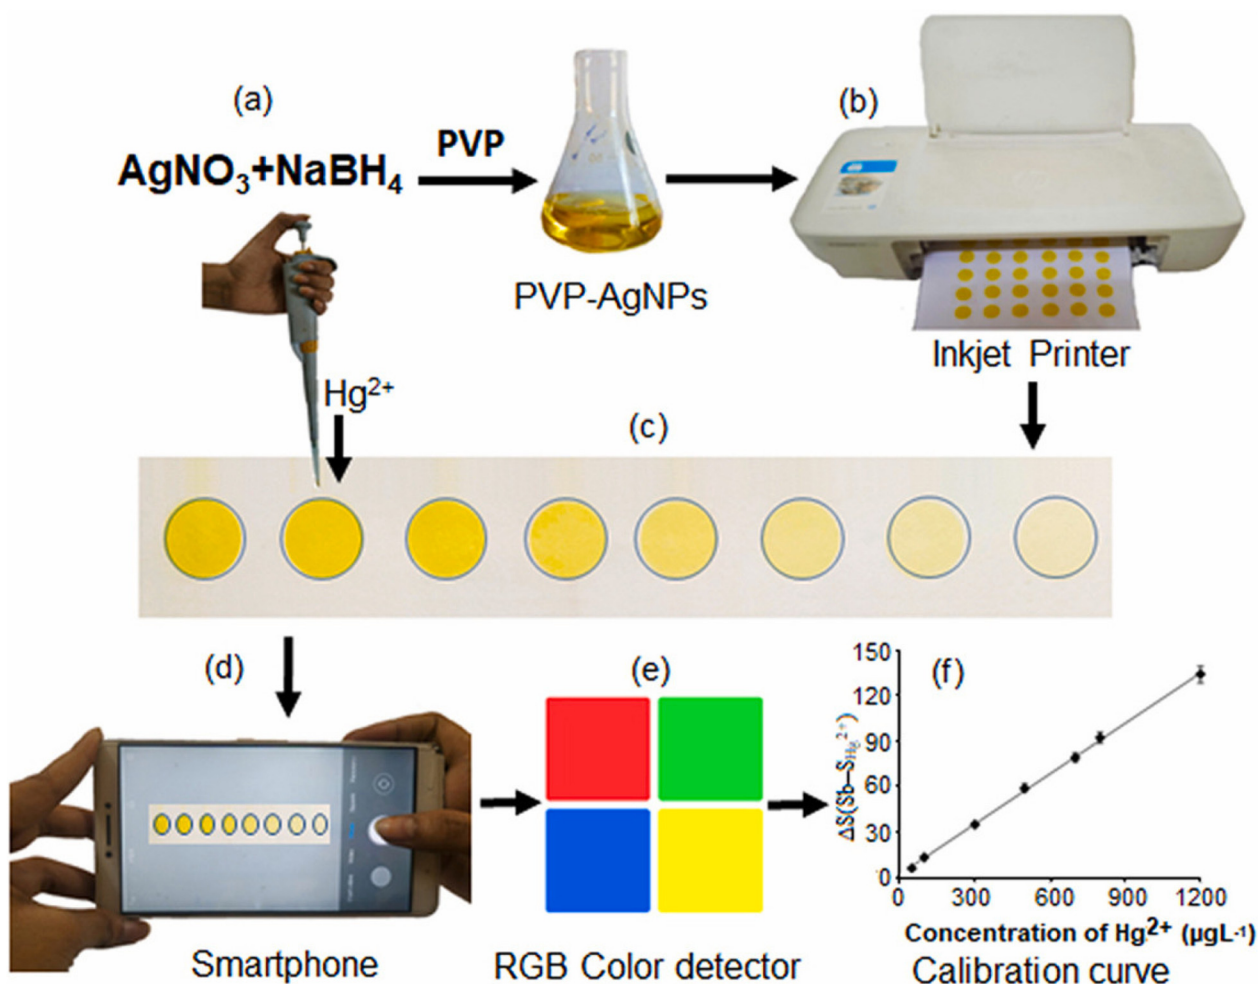 (a)
(b)
AgNO₃+NaBH₄
PVP
PVP-AgNPs
Inkjet Printer
Hg²⁺
(c)
(d)
(e)
(f)
150
120
90
60
30
0
ΔS(Sb–S_Hg²⁺)
0 300 600 900 1200
Concentration of Hg²⁺ (µgL⁻¹)
Smartphone
RGB Color detector
Calibration curve